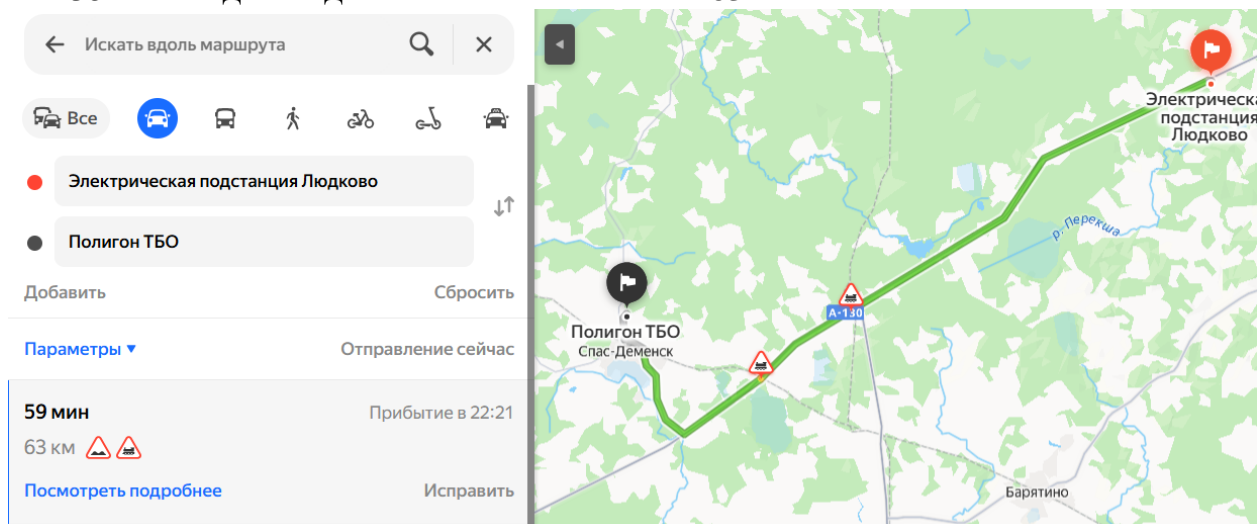 Искать вдоль маршрута
Все
Электрическая подстанция Людково
Полигон ТБО
Добавить
Сбросить
Параметры
Отправление сейчас
59 мин
Прибытие в 22:21
63 км
Посмотреть подробнее
Исправить
Электрическа
подстанция
Людково
р. Перекша
А-130
Полигон ТБО
Спас-Деменск
Барятино